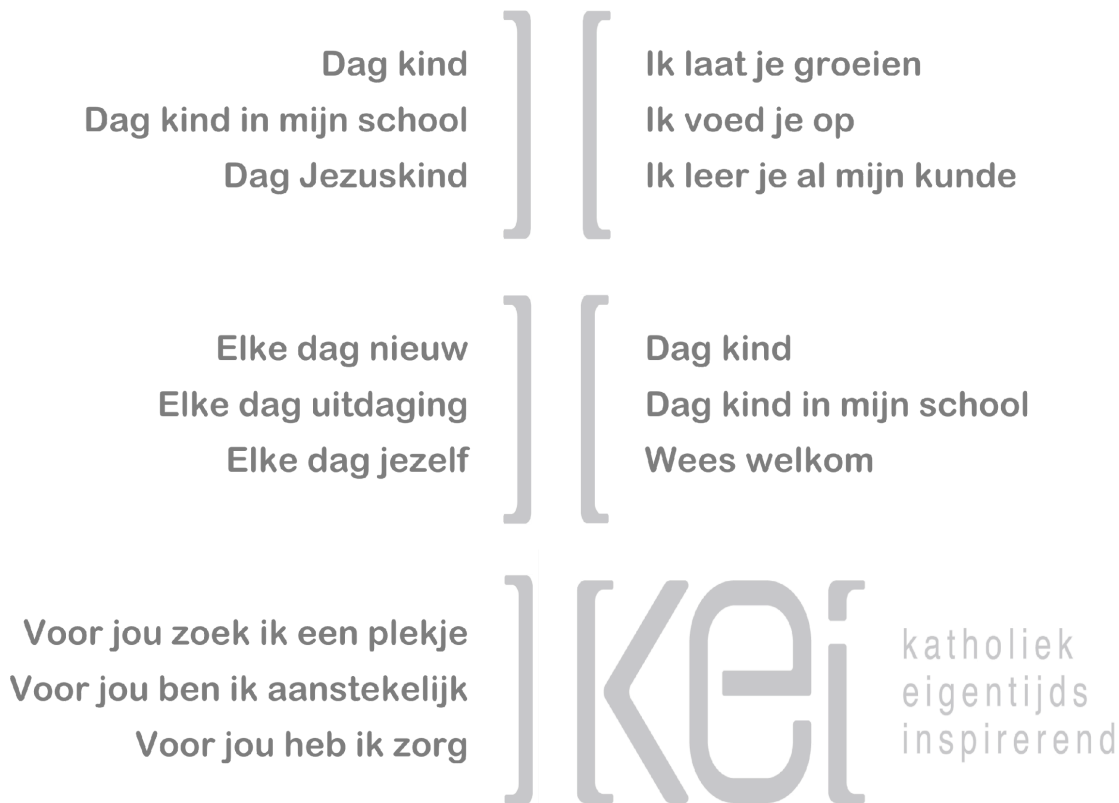 Dag kind
Dag kind in mijn school
Dag Jezuskind
Ik laat je groeien
Ik voed je op
Ik leer je al mijn kunde
Elke dag nieuw
Elke dag uitdaging
Elke dag jezelf
Dag kind
Dag kind in mijn school
Wees welkom
Voor jou zoek ik een plekje
Voor jou ben ik aanstekelijk
Voor jou heb ik zorg
kei
katholiek
eigentijds
inspirerend